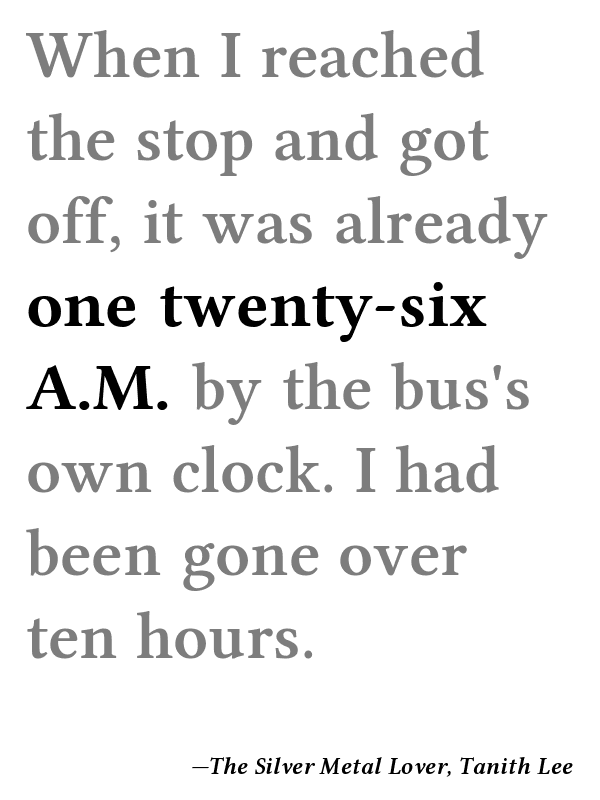 When I reached
the stop and got
off, it was already
one twenty-six
A.M. by the bus's
own clock. I had
been gone over
ten hours.
—The Silver Metal Lover, Tanith Lee